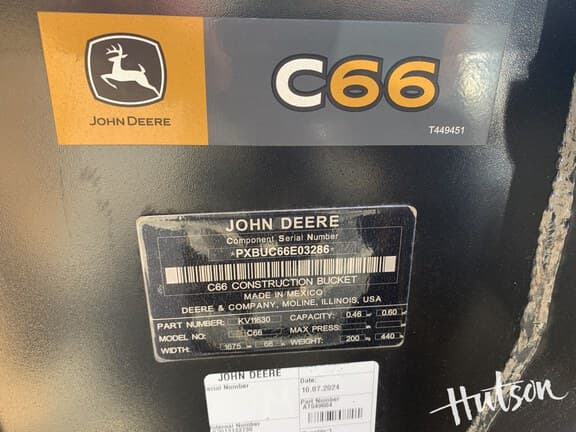 JOHN DEERE
C66
T449451
JOHN DEERE
Component Serial Number
*PXBUC66E03286*
C66 CONSTRUCTION BUCKET
MADE IN MEXICO
DEERE & COMPANY, MOLINE, ILLINOIS, USA
PART NUMBER: KV11630 CAPACITY: 0.46 0.60
MODEL NO: C66 MAX PRESS:
WIDTH: 1675 66 WEIGHT: 200 kg 440
JOHN DEERE Date:
Serial Number 10.07.2024
Part Number
Hutson